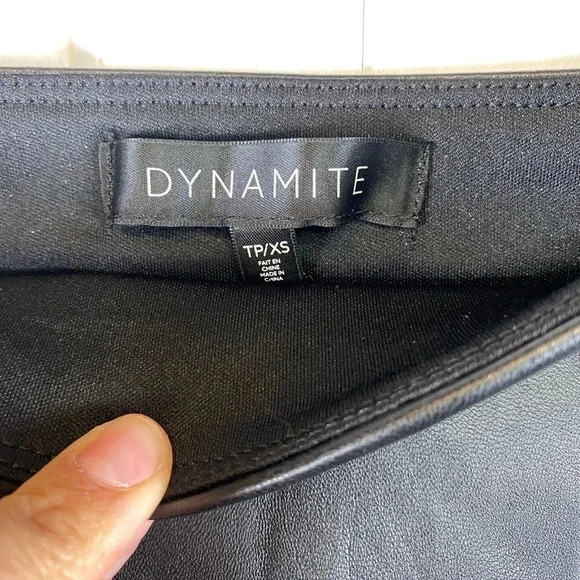 DYNAMITE
TP/XS
FAIT EN
CHINE
MADE IN
CHINA